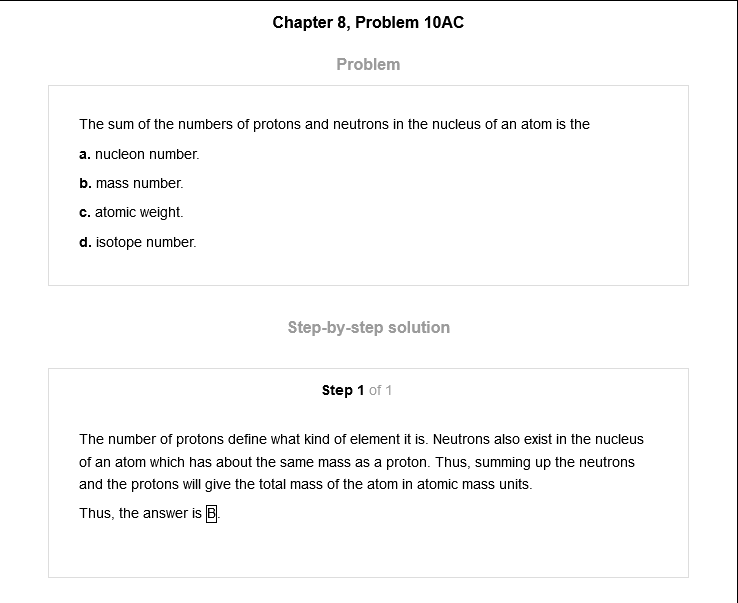 Chapter 8, Problem 10AC
Problem
The sum of the numbers of protons and neutrons in the nucleus of an atom is the
a. nucleon number.
b. mass number.
c. atomic weight.
d. isotope number.
Step-by-step solution
Step 1 of 1
The number of protons define what kind of element it is. Neutrons also exist in the nucleus
of an atom which has about the same mass as a proton. Thus, summing up the neutrons
and the protons will give the total mass of the atom in atomic mass units.
Thus, the answer is B.